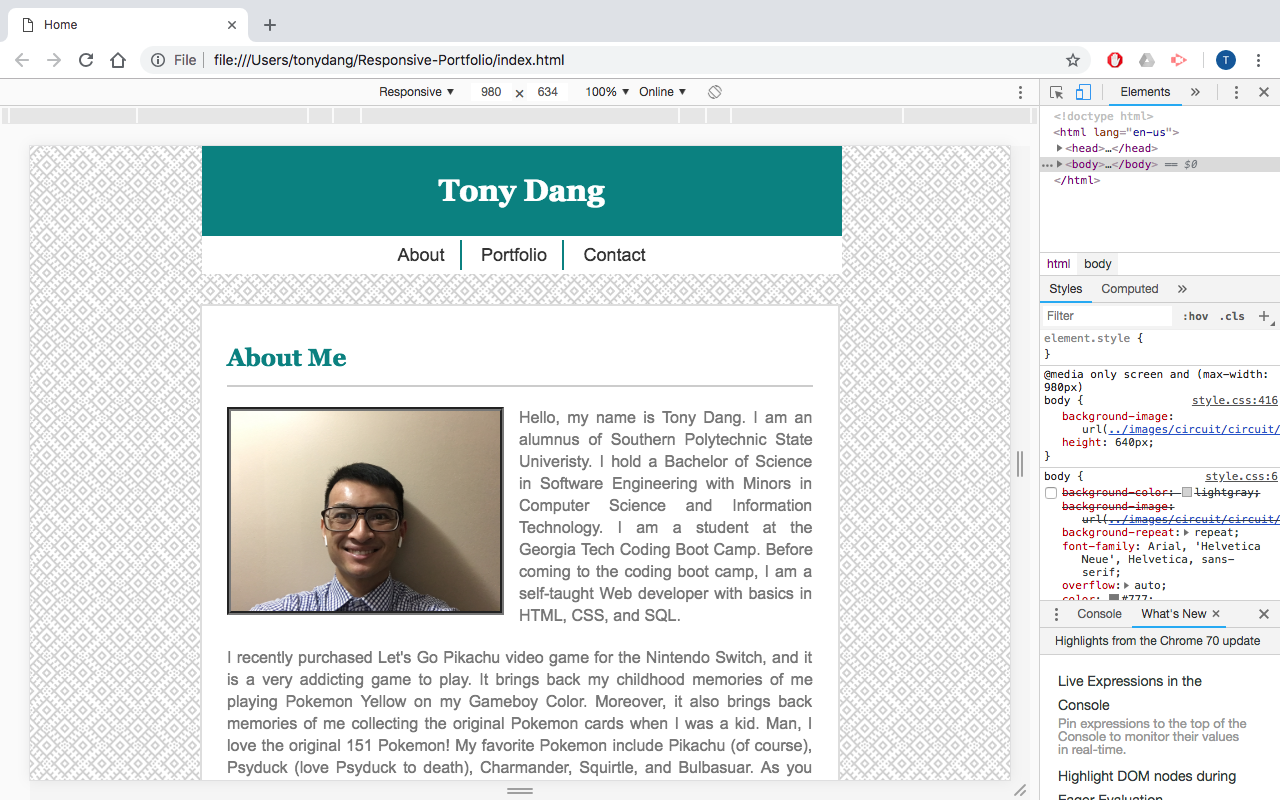 Home
File file:///Users/tonydang/Responsive-Portfolio/index.html T
Responsive 980 × 634 100% Online
Tony Dang
About Portfolio Contact
About Me
Hello, my name is Tony Dang. I am an
alumnus of Southern Polytechnic State
Univeristy. I hold a Bachelor of Science
in Software Engineering with Minors in
Computer Science and Information
Technology. I am a student at the
Georgia Tech Coding Boot Camp. Before
coming to the coding boot camp, I am a
self-taught Web developer with basics in
HTML, CSS, and SQL.
I recently purchased Let's Go Pikachu video game for the Nintendo Switch, and it
is a very addicting game to play. It brings back my childhood memories of me
playing Pokemon Yellow on my Gameboy Color. Moreover, it also brings back
memories of me collecting the original Pokemon cards when I was a kid. Man, I
love the original 151 Pokemon! My favorite Pokemon include Pikachu (of course),
Psyduck (love Psyduck to death), Charmander, Squirtle, and Bulbasuar. As you
Elements »
<!doctype html>
<html lang="en-us">
<head>…</head>
<body>…</body> == $0
</html>
html body
Styles Computed »
Filter :hov .cls +
element.style {
}
@media only screen and (max-width:
980px)
body { style.css:416
background-image:
url(../images/circuit/circuit/
height: 640px;
}
body { style.css:6
background-color: lightgray;
background-image:
url(../images/circuit/circuit/
background-repeat: repeat;
font-family: Arial, 'Helvetica
Neue', Helvetica, sans-
serif;
overflow: auto;
color: #777;
Console What's New ×
Highlights from the Chrome 70 update
Live Expressions in the
Console
Pin expressions to the top of the
Console to monitor their values
in real-time.
Highlight DOM nodes during
Eager Evaluation